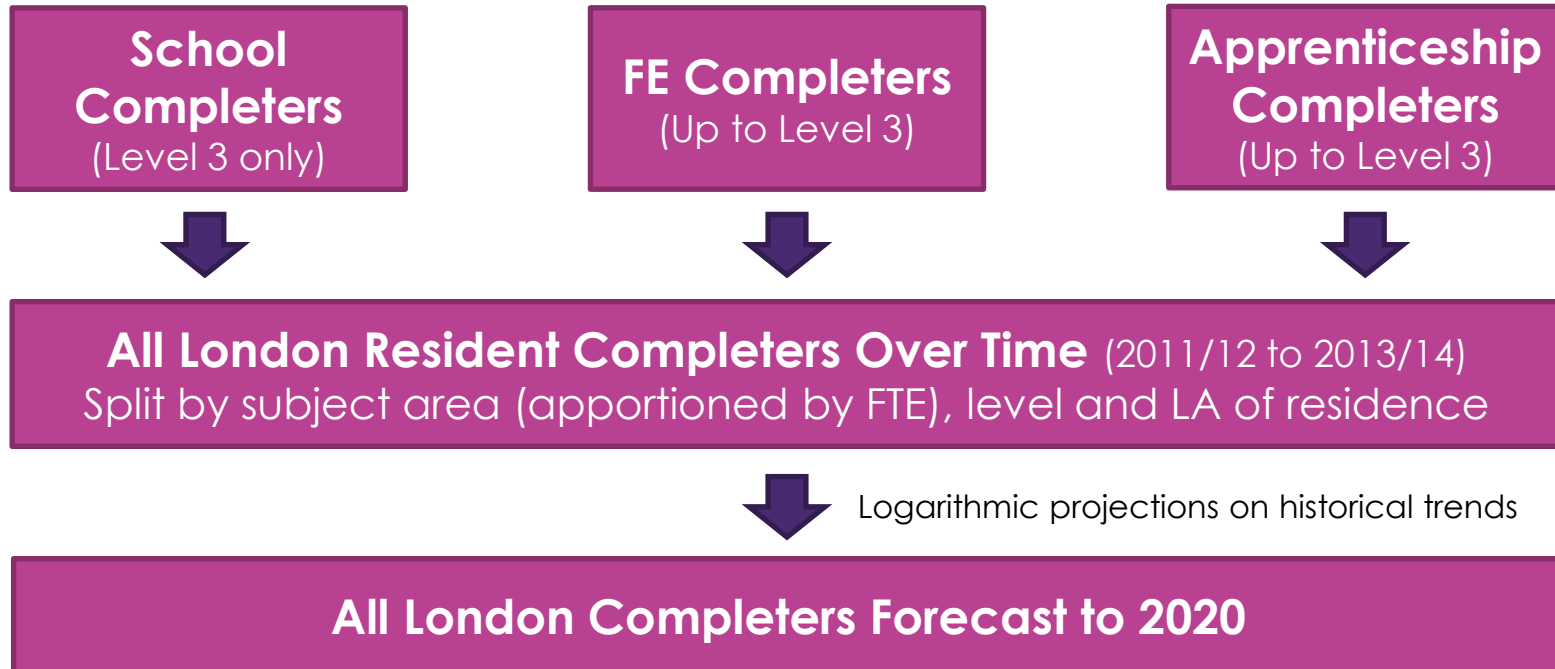 School
Completers
(Level 3 only)
FE Completers
(Up to Level 3)
Apprenticeship
Completers
(Up to Level 3)
All London Resident Completers Over Time (2011/12 to 2013/14)
Split by subject area (apportioned by FTE), level and LA of residence
Logarithmic projections on historical trends
All London Completers Forecast to 2020